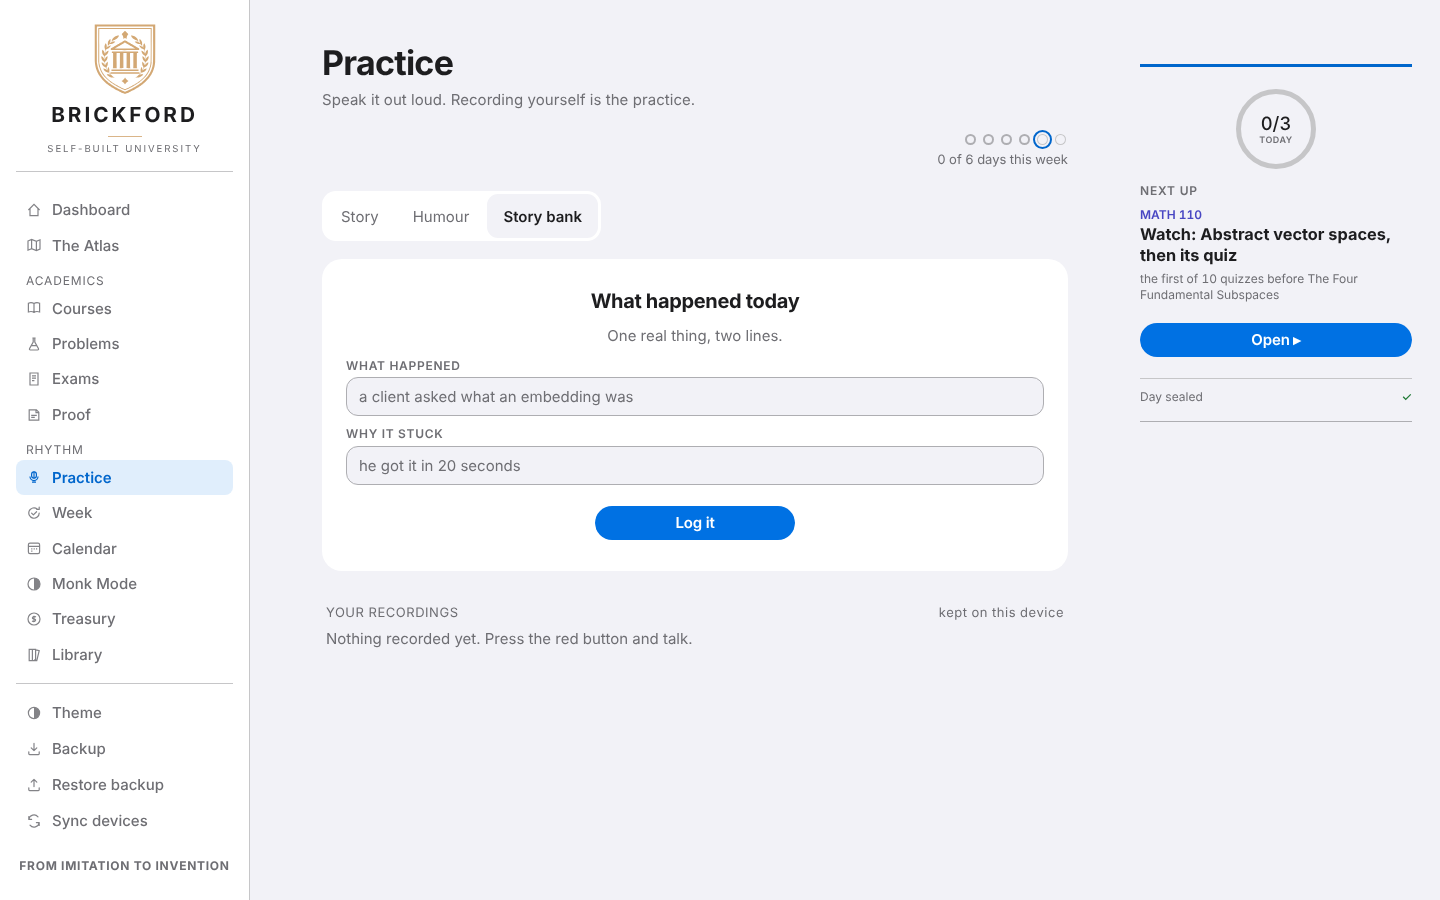 BRICKFORD
SELF-BUILT UNIVERSITY
Dashboard
The Atlas
ACADEMICS
Courses
Problems
Exams
Proof
RHYTHM
Practice
Week
Calendar
Monk Mode
Treasury
Library
Theme
Backup
Restore backup
Sync devices
FROM IMITATION TO INVENTION
Practice
Speak it out loud. Recording yourself is the practice.
0 of 6 days this week
Story
Humour
Story bank
What happened today
One real thing, two lines.
WHAT HAPPENED
a client asked what an embedding was
WHY IT STUCK
he got it in 20 seconds
Log it
YOUR RECORDINGS
kept on this device
Nothing recorded yet. Press the red button and talk.
0/3
TODAY
NEXT UP
MATH 110
Watch: Abstract vector spaces,
then its quiz
the first of 10 quizzes before The Four
Fundamental Subspaces
Open ▸
Day sealed